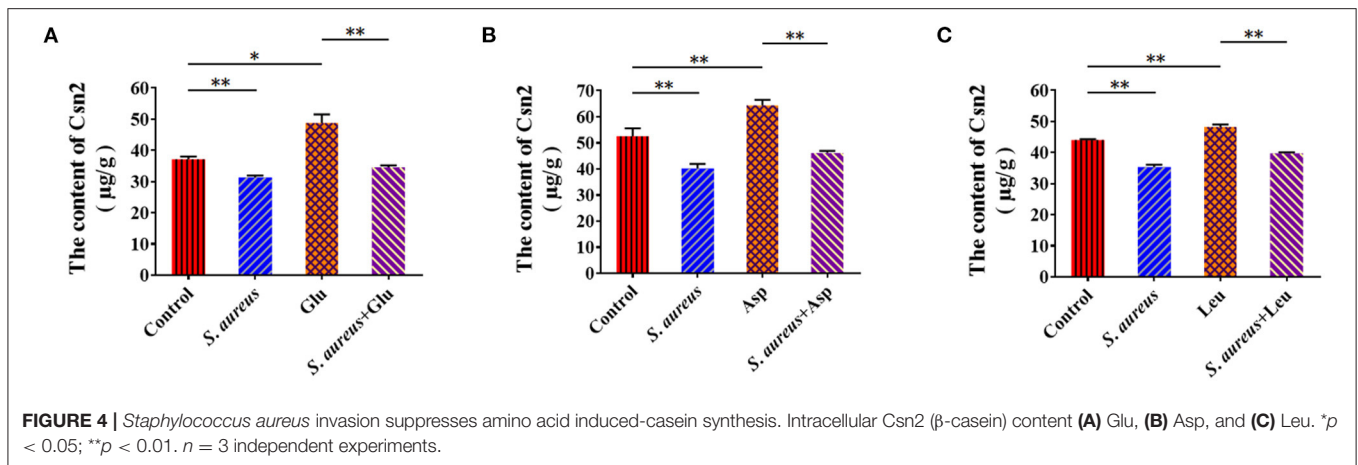 A
The content of Csn2
( µg/g )
60
50
40
30
20
10
0
**
*
**
Control
S. aureus
Glu
S. aureus+Glu
B
The content of Csn2
( µg/g )
70
60
50
40
30
20
10
0
**
**
**
Control
S. aureus
Asp
S. aureus+Asp
C
The content of Csn2
( µg/g )
60
50
40
30
20
10
0
**
**
**
Control
S. aureus
Leu
S. aureus+Leu
FIGURE 4 | Staphylococcus aureus invasion suppresses amino acid induced-casein synthesis. Intracellular Csn2 (β-casein) content (A) Glu, (B) Asp, and (C) Leu. *p
< 0.05; **p < 0.01. n = 3 independent experiments.